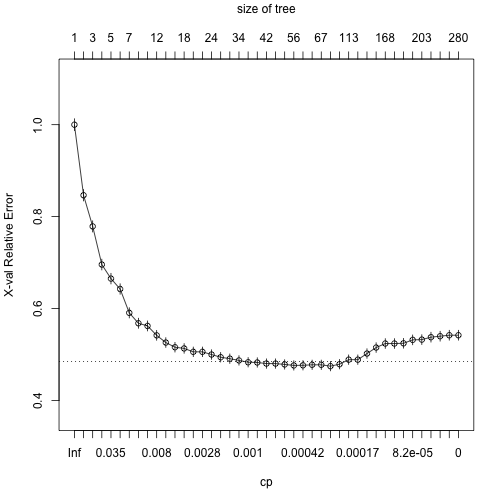 size of tree
1 3 5 7 12 18 24 34 42 56 67 113 168 203 280
X-val Relative Error
1.0
0.8
0.6
0.4
Inf 0.035 0.008 0.0028 0.001 0.00042 0.00017 8.2e-05 0
cp